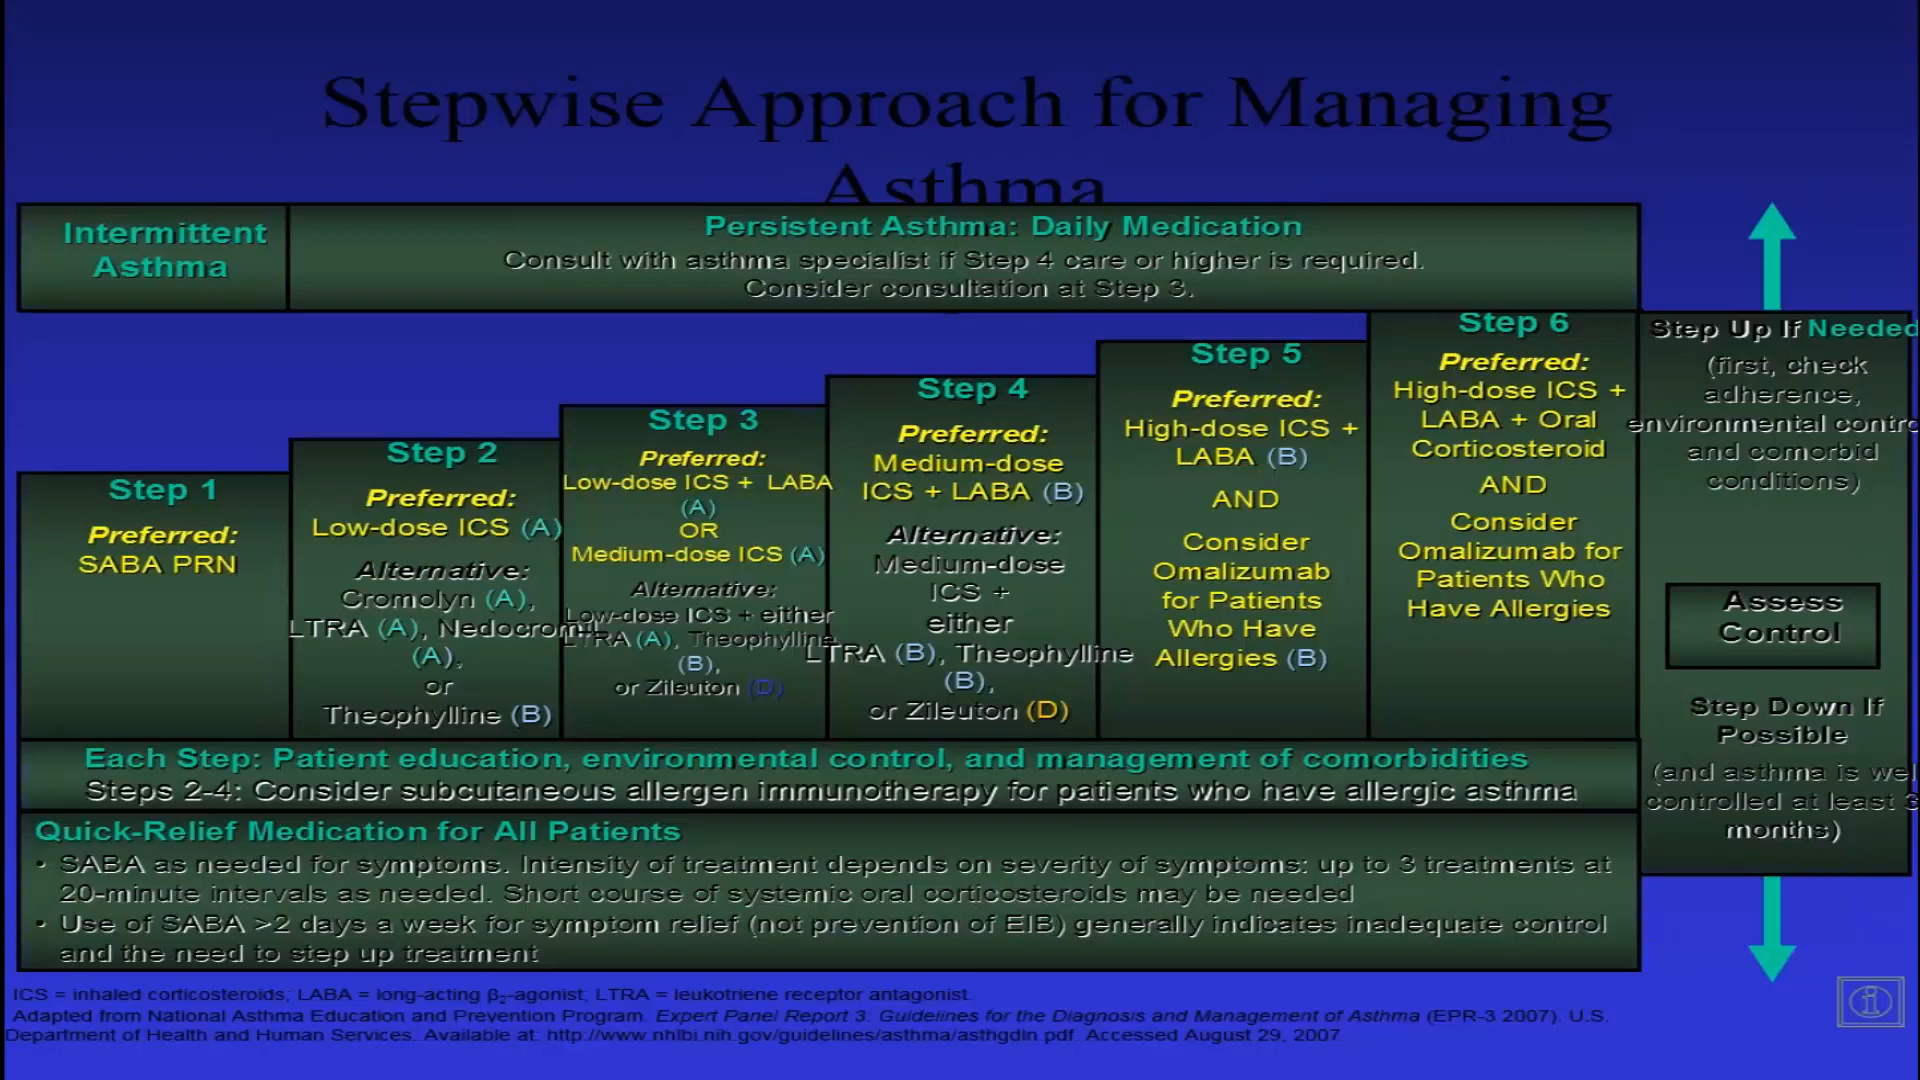 Stepwise Approach for Managing
Asthma
Intermittent
Asthma
Persistent Asthma: Daily Medication
Consult with asthma specialist if Step 4 care or higher is required.
Consider consultation at Step 3.
Step 1
Preferred:
SABA PRN
Step 2
Preferred:
Low-dose ICS (A)
Alternative:
Cromolyn (A),
LTRA (A), Nedocromil
(A),
or
Theophylline (B)
Step 3
Preferred:
Low-dose ICS + LABA
(A)
OR
Medium-dose ICS (A)
Alternative:
Low-dose ICS + either
LTRA (A), Theophylline
(B),
or Zileuton (D)
Step 4
Preferred:
Medium-dose
ICS + LABA (B)
Alternative:
Medium-dose
ICS +
either
LTRA (B), Theophylline
(B),
or Zileuton (D)
Step 5
Preferred:
High-dose ICS +
LABA (B)
AND
Consider
Omalizumab
for Patients
Who Have
Allergies (B)
Step 6
Preferred:
High-dose ICS +
LABA + Oral
Corticosteroid
AND
Consider
Omalizumab for
Patients Who
Have Allergies
Step Up If Needed
(first, check
adherence,
environmental contro
and comorbid
conditions)
Assess
Control
Step Down If
Possible
(and asthma is wel
controlled at least 3
months)
Each Step: Patient education, environmental control, and management of comorbidities
Steps 2-4: Consider subcutaneous allergen immunotherapy for patients who have allergic asthma
Quick-Relief Medication for All Patients
• SABA as needed for symptoms. Intensity of treatment depends on severity of symptoms: up to 3 treatments at
20-minute intervals as needed. Short course of systemic oral corticosteroids may be needed
• Use of SABA >2 days a week for symptom relief (not prevention of EIB) generally indicates inadequate control
and the need to step up treatment
ICS = inhaled corticosteroids; LABA = long-acting β2-agonist; LTRA = leukotriene receptor antagonist.
Adapted from National Asthma Education and Prevention Program. Expert Panel Report 3: Guidelines for the Diagnosis and Management of Asthma (EPR-3 2007). U.S.
Department of Health and Human Services. Available at: http://www.nhlbi.nih.gov/guidelines/asthma/asthgdln.pdf. Accessed August 29, 2007.